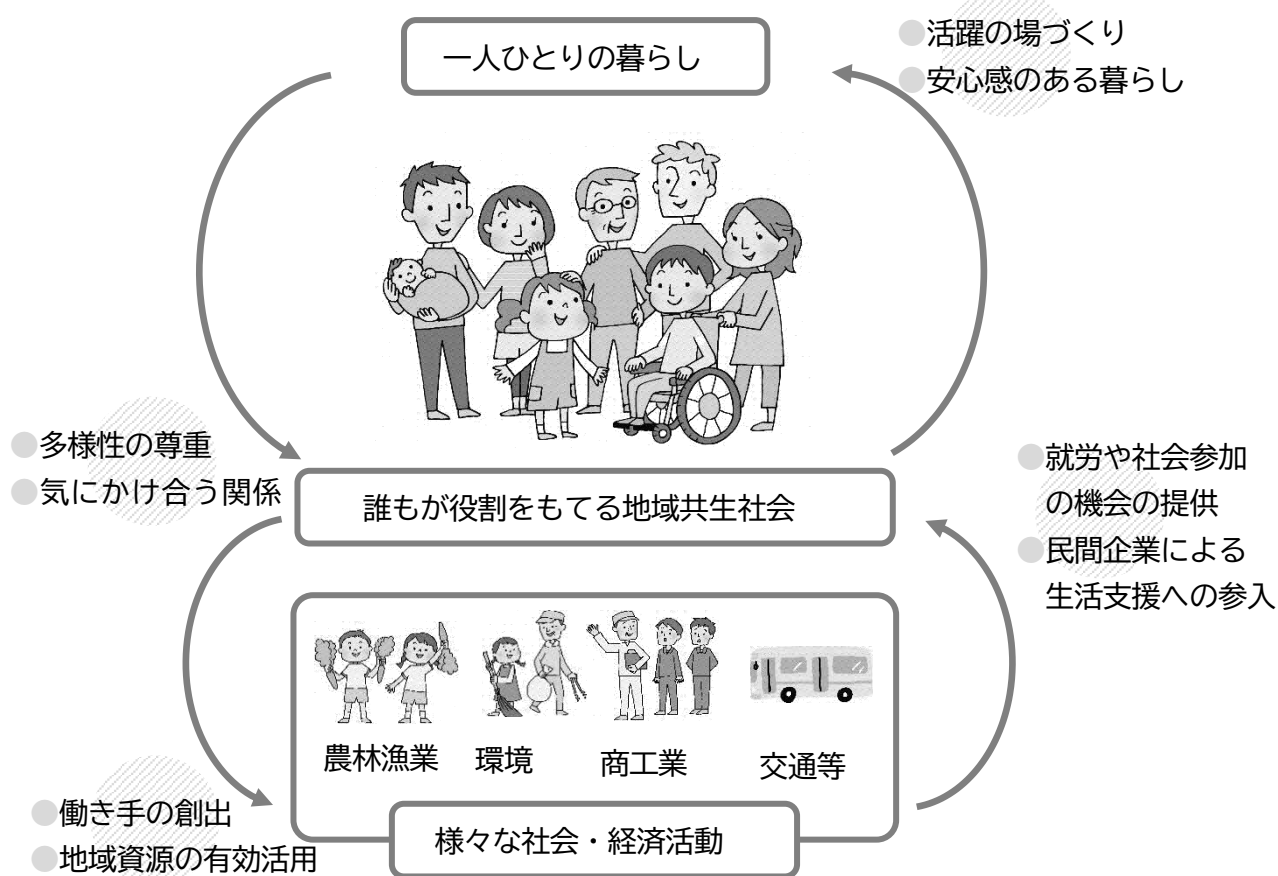 一人ひとりの暮らし
●活躍の場づくり
●安心感のある暮らし
●多様性の尊重
●気にかけ合う関係
誰もが役割をもてる地域共生社会
●就労や社会参加
の機会の提供
●民間企業による
生活支援への参入
農林漁業
環境
商工業
交通等
●働き手の創出
●地域資源の有効活用
様々な社会・経済活動